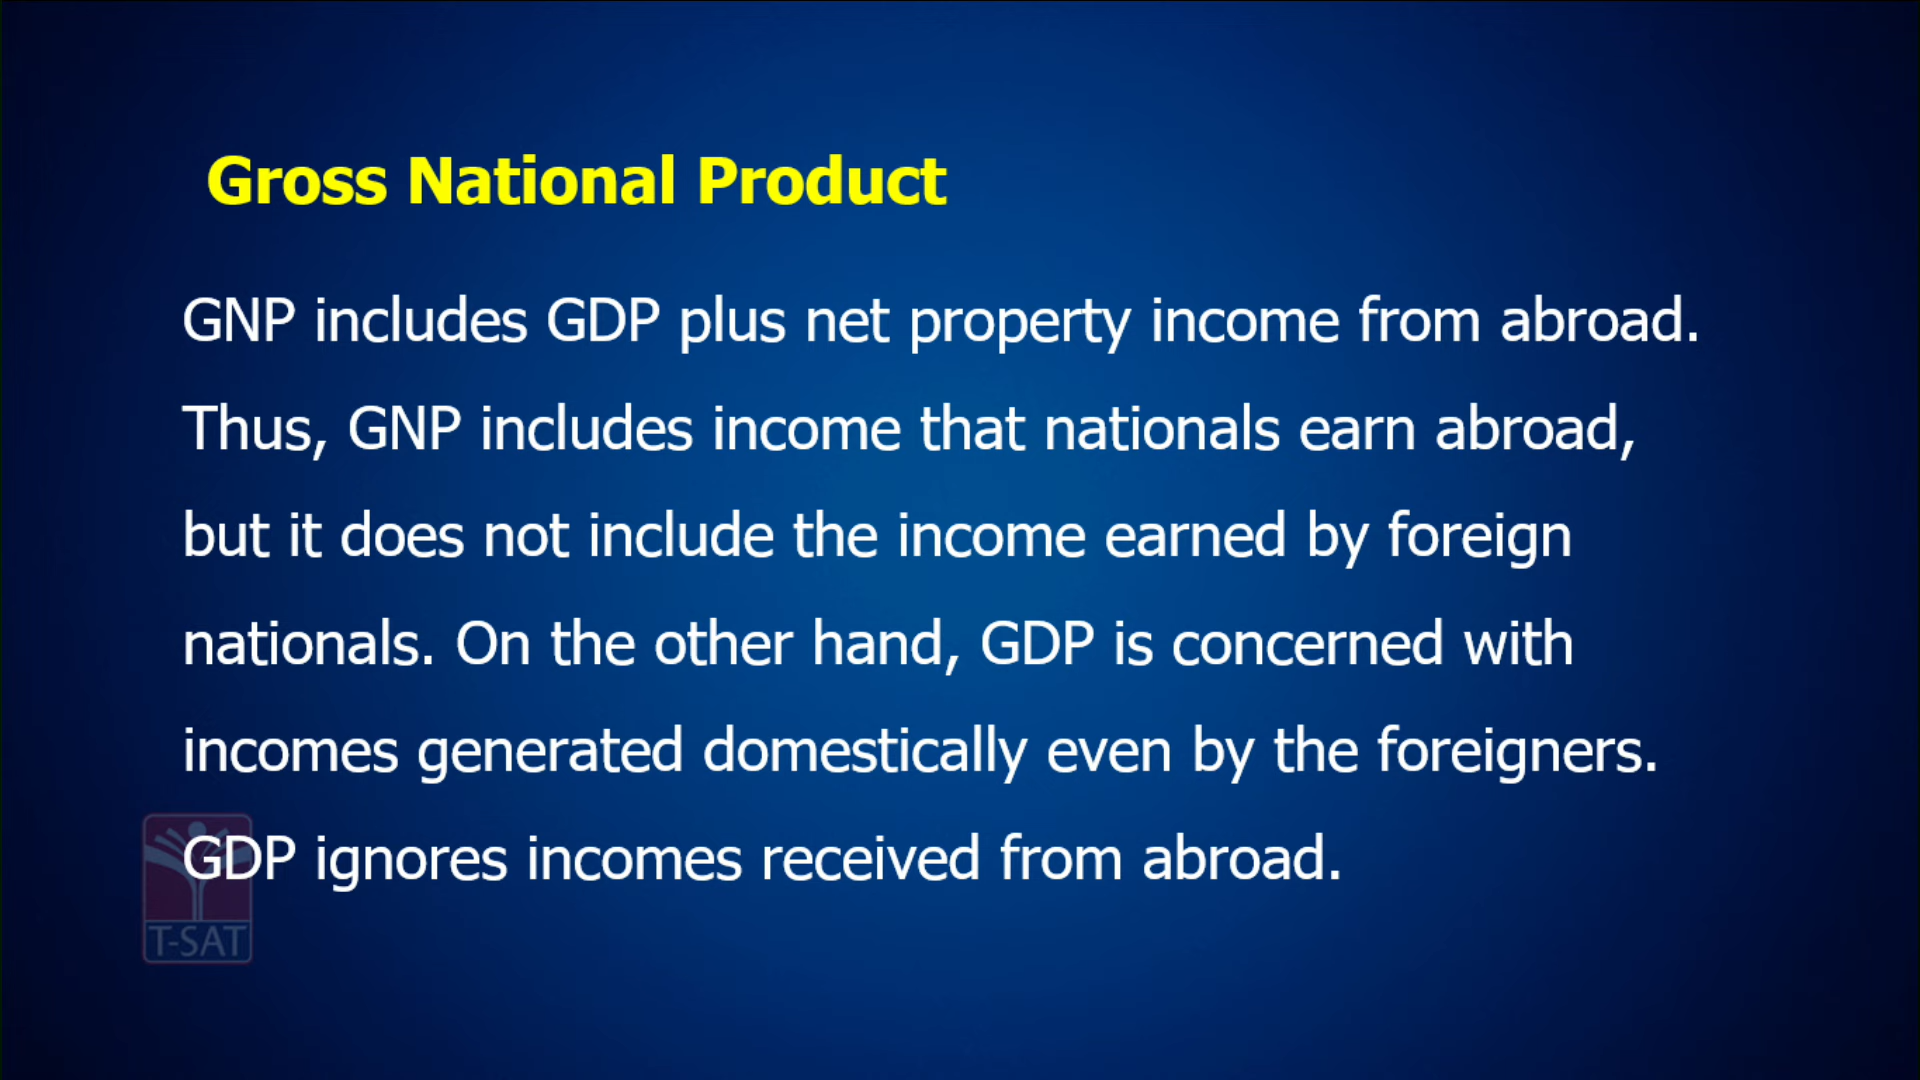 Gross National Product
GNP includes GDP plus net property income from abroad.
Thus, GNP includes income that nationals earn abroad,
but it does not include the income earned by foreign
nationals. On the other hand, GDP is concerned with
incomes generated domestically even by the foreigners.
GDP ignores incomes received from abroad.
T-SAT